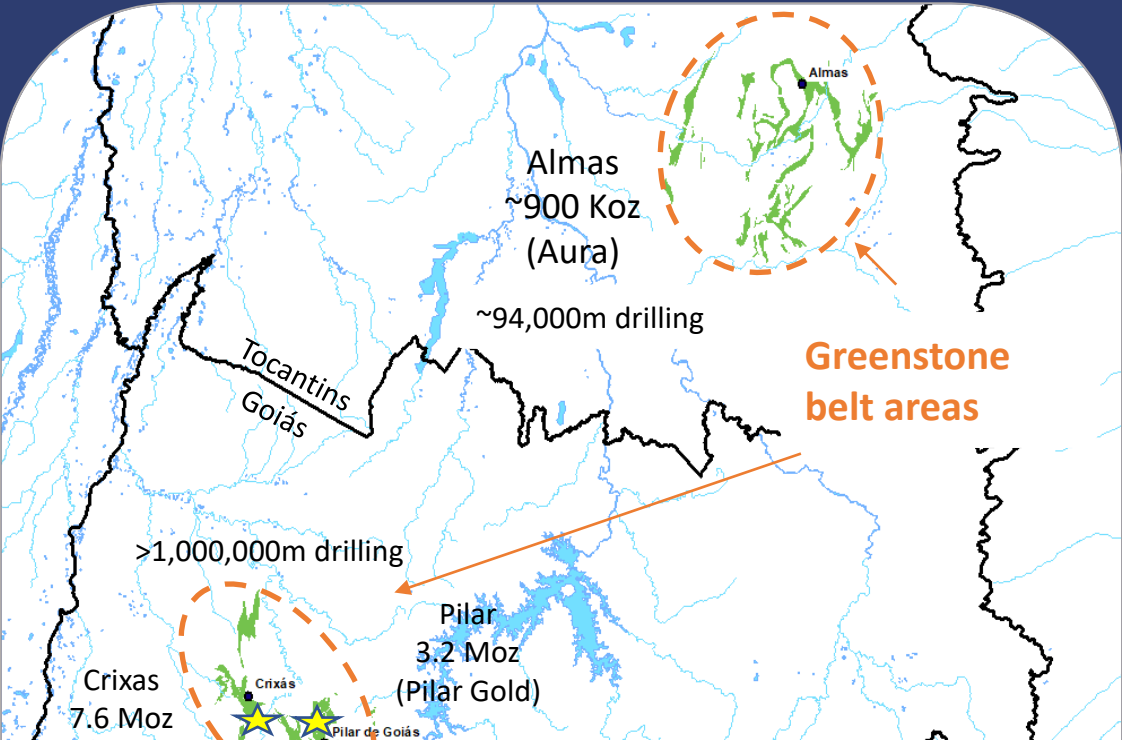 Almas
Almas
~900 Koz
(Aura)
~94,000m drilling
Greenstone
belt areas
Tocantins
Goiás
>1,000,000m drilling
Pilar
3.2 Moz
(Pilar Gold)
Crixas
7.6 Moz
Crixás
Pilar de Goiás